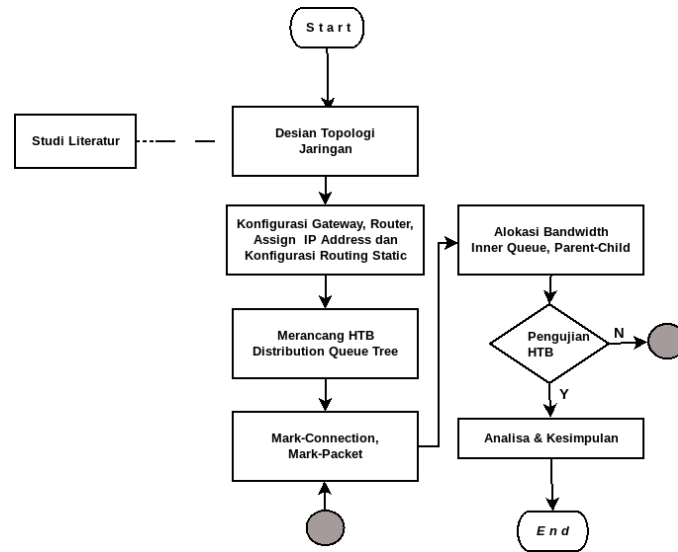 Start
Studi Literatur
Desian Topologi
Jaringan
Konfigurasi Gateway, Router,
Assign IP Address dan
Konfigurasi Routing Static
Merancang HTB
Distribution Queue Tree
Mark-Connection,
Mark-Packet
Alokasi Bandwidth
Inner Queue, Parent-Child
Pengujian
HTB
N
Y
Analisa & Kesimpulan
End